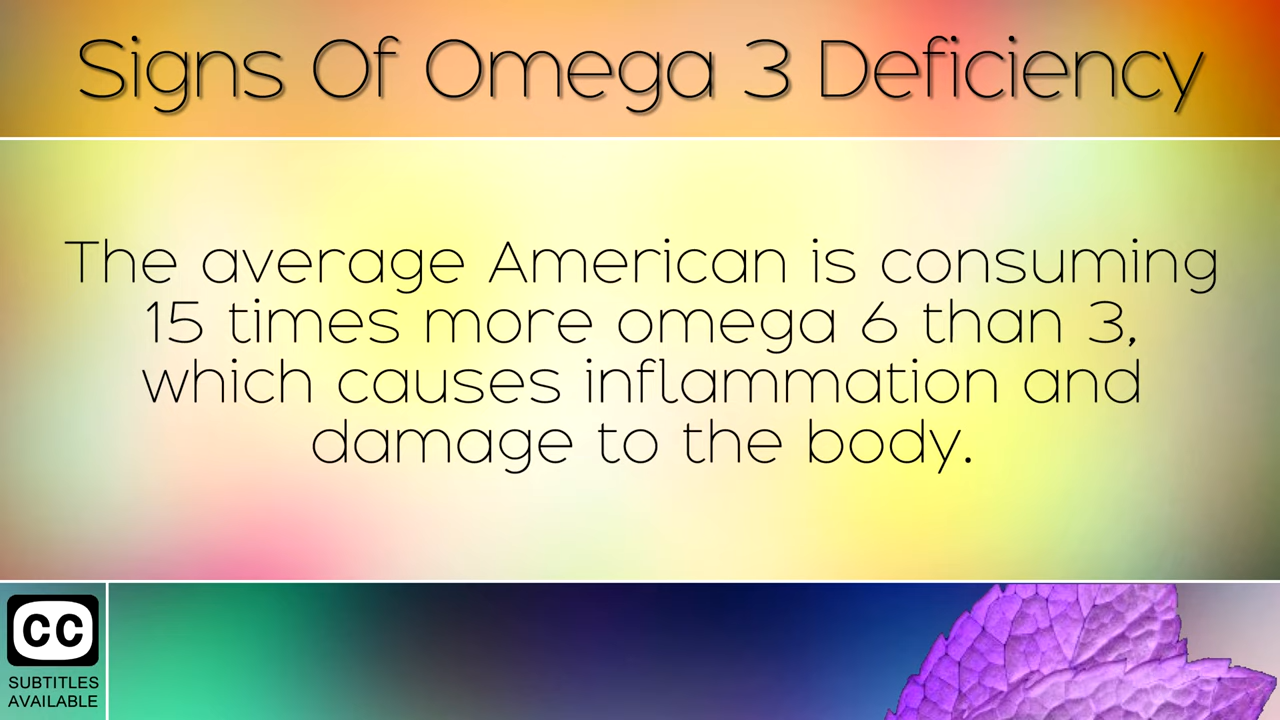 Signs Of Omega 3 Deficiency
The average American is consuming
15 times more omega 6 than 3,
which causes inflammation and
damage to the body.
CC
SUBTITLES
AVAILABLE